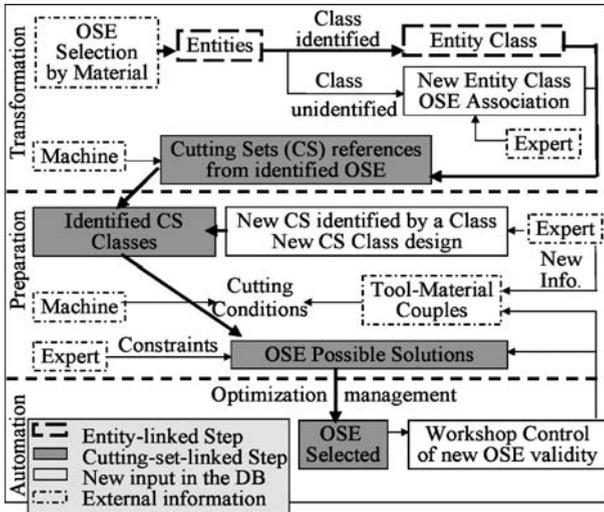 Transformation
OSE
Selection
by Material
Entities
Class
identified
Entity Class
Class
unidentified
New Entity Class
OSE Association
Expert
Machine
Cutting Sets (CS) references
from identified OSE
Preparation
Identified CS
Classes
New CS identified by a Class
New CS Class design
Expert
New
Info.
Machine
Cutting
Conditions
Tool-Material
Couples
Expert
Constraints
OSE Possible Solutions
Automation
Optimization management
OSE
Selected
Workshop Control
of new OSE validity
Entity-linked Step
Cutting-set-linked Step
New input in the DB
External information